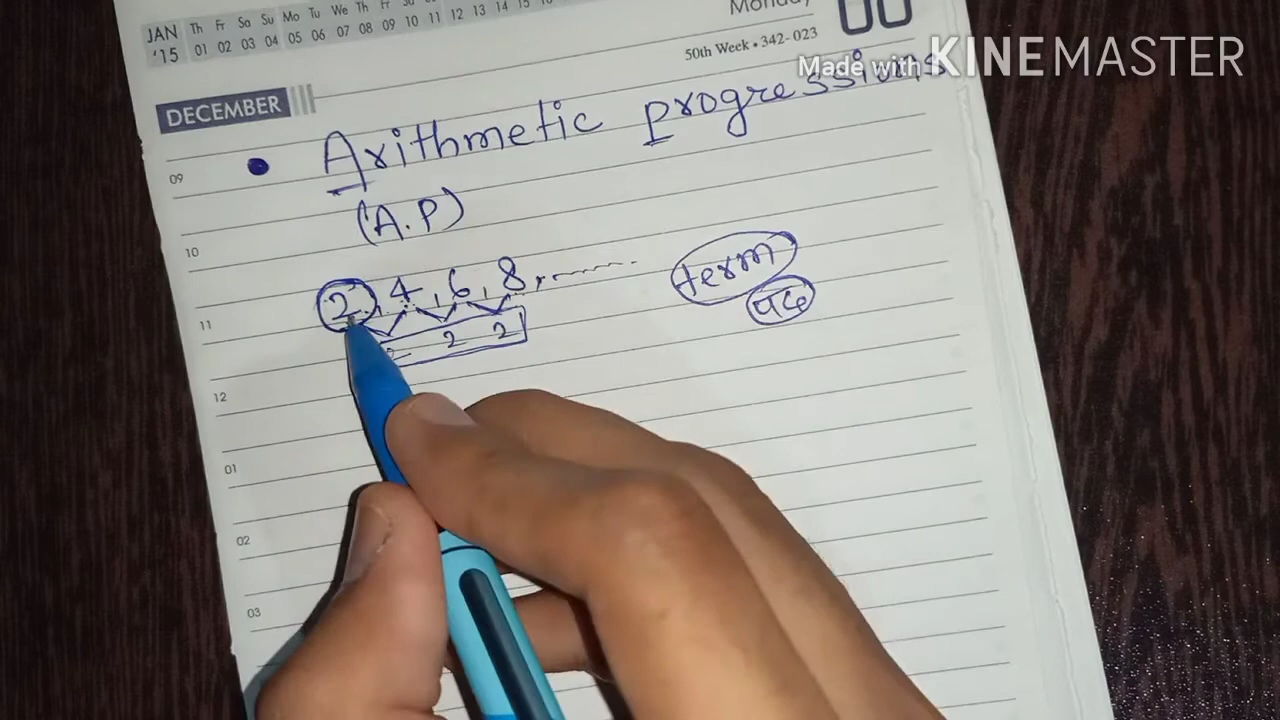 JAN Th Fr Sa Su Mo Tu We Th Fr
'15 01 02 03 04 05 06 07 08 09 10 11 12 13 14 15
Monday
50th Week • 342-023
Made with KINEMASTER
DECEMBER
• Arithmetic progressions
09
(A.P)
10
2, 4, 6, 8, ........ term
पद
11
2 2 2
12
01
02
03